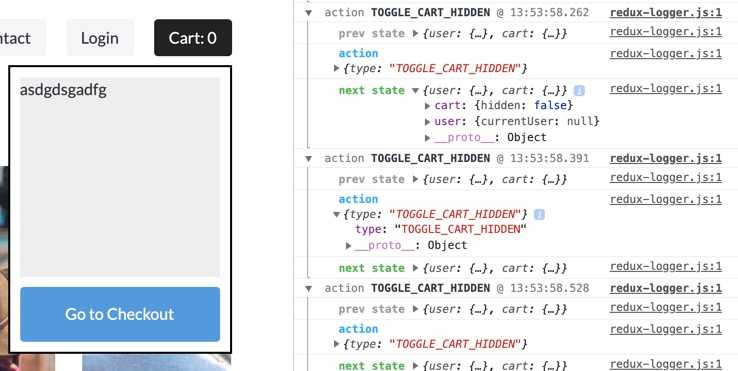 ntact
Login
Cart: 0
asdgdsgadfg
Go to Checkout
▼ action TOGGLE_CART_HIDDEN @ 13:53:58.262 redux-logger.js:1
prev state ▶{user: {…}, cart: {…}} redux-logger.js:1
action redux-logger.js:1
▶{type: "TOGGLE_CART_HIDDEN"}
next state ▼{user: {…}, cart: {…}} i redux-logger.js:1
▶ cart: {hidden: false}
▶ user: {currentUser: null}
▶ __proto__: Object
▼ action TOGGLE_CART_HIDDEN @ 13:53:58.391 redux-logger.js:1
prev state ▶{user: {…}, cart: {…}} redux-logger.js:1
action redux-logger.js:1
▼{type: "TOGGLE_CART_HIDDEN"} i
type: "TOGGLE_CART_HIDDEN"
▶ __proto__: Object
next state ▶{user: {…}, cart: {…}} redux-logger.js:1
▼ action TOGGLE_CART_HIDDEN @ 13:53:58.528 redux-logger.js:1
prev state ▶{user: {…}, cart: {…}} redux-logger.js:1
action redux-logger.js:1
▶{type: "TOGGLE_CART_HIDDEN"}
next state ▶{user: {…}, cart: {…}} redux-logger.js:1